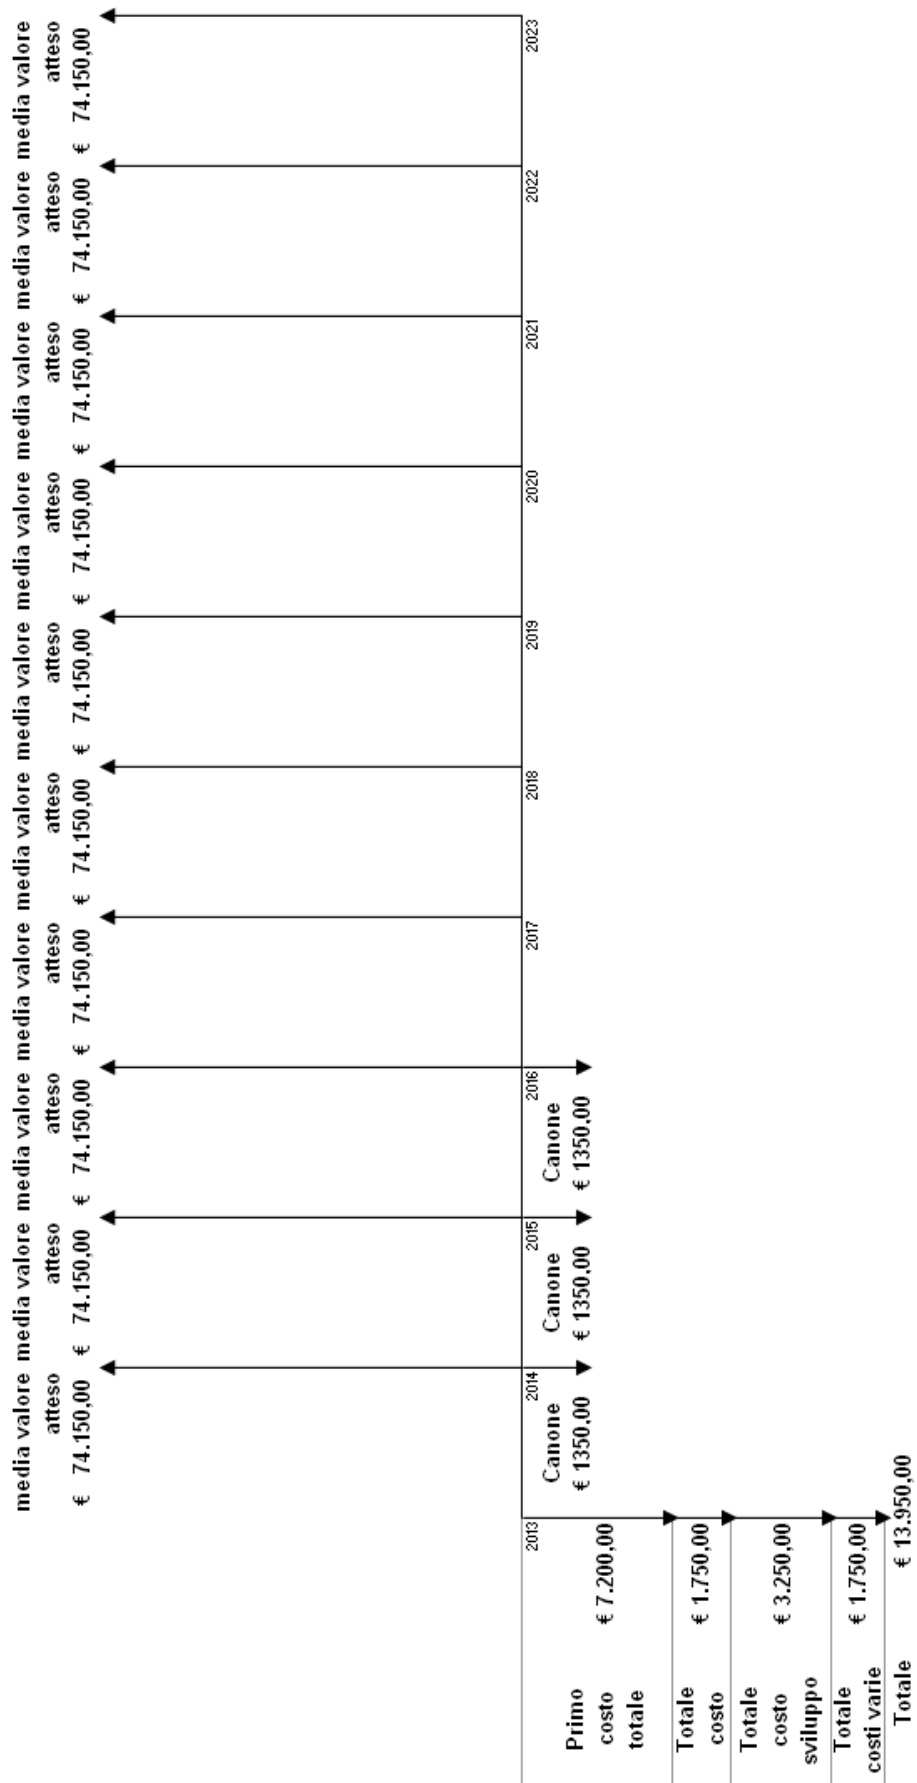 media valore media valore media valore media valore media valore media valore media valore media valore media valore media valore
atteso atteso atteso atteso atteso atteso atteso atteso atteso atteso
€ 74.150,00 € 74.150,00 € 74.150,00 € 74.150,00 € 74.150,00 € 74.150,00 € 74.150,00 € 74.150,00 € 74.150,00 € 74.150,00
2013 2014 2015 2016 2017 2018 2019 2020 2021 2022 2023
Canone Canone Canone
€ 1350,00 € 1350,00 € 1350,00
Primo
costo € 7.200,00
totale
Totale
costo € 1.750,00
Totale
costo € 3.250,00
sviluppo
Totale
costi varie € 1.750,00
Totale € 13.950,00